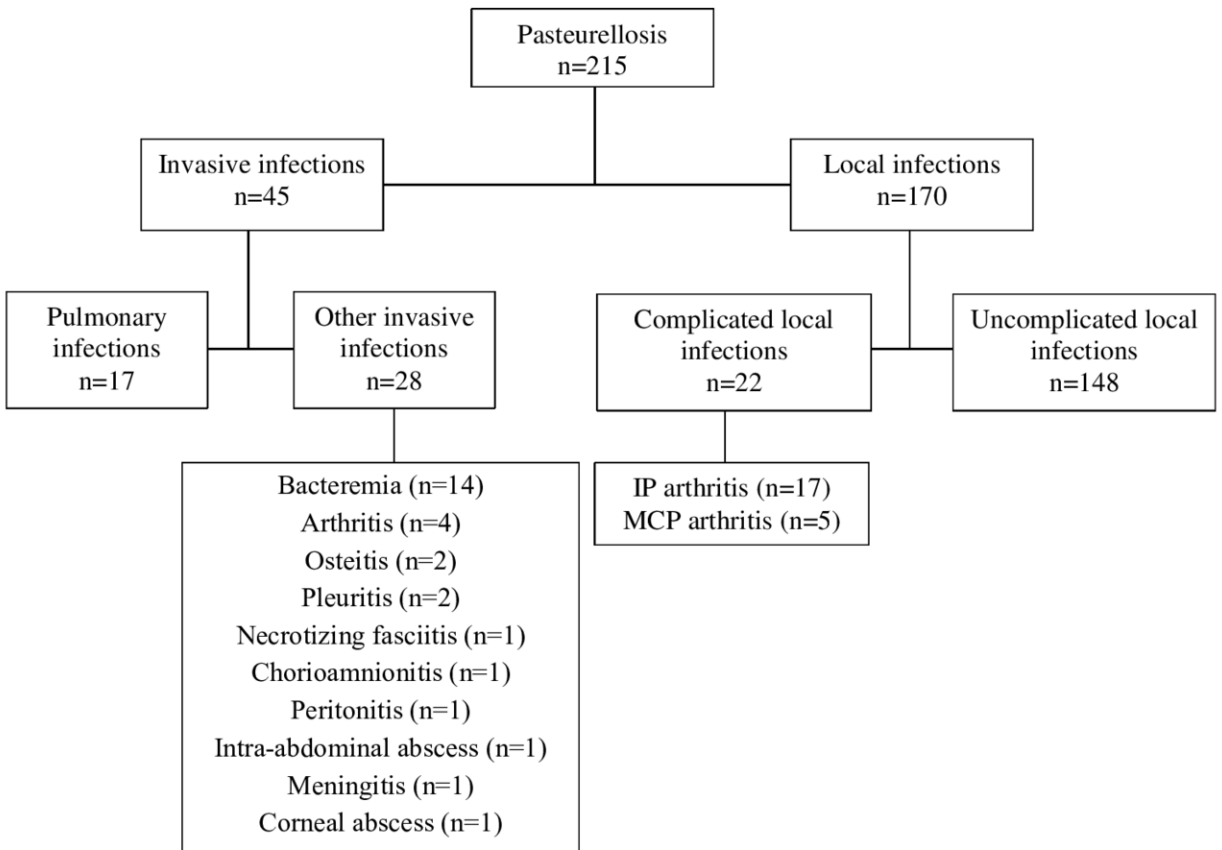 Pasteurellosis
n=215
Invasive infections
n=45
Local infections
n=170
Pulmonary
infections
n=17
Other invasive
infections
n=28
Complicated local
infections
n=22
Uncomplicated local
infections
n=148
Bacteremia (n=14)
Arthritis (n=4)
Osteitis (n=2)
Pleuritis (n=2)
Necrotizing fasciitis (n=1)
Chorioamnionitis (n=1)
Peritonitis (n=1)
Intra-abdominal abscess (n=1)
Meningitis (n=1)
Corneal abscess (n=1)
IP arthritis (n=17)
MCP arthritis (n=5)